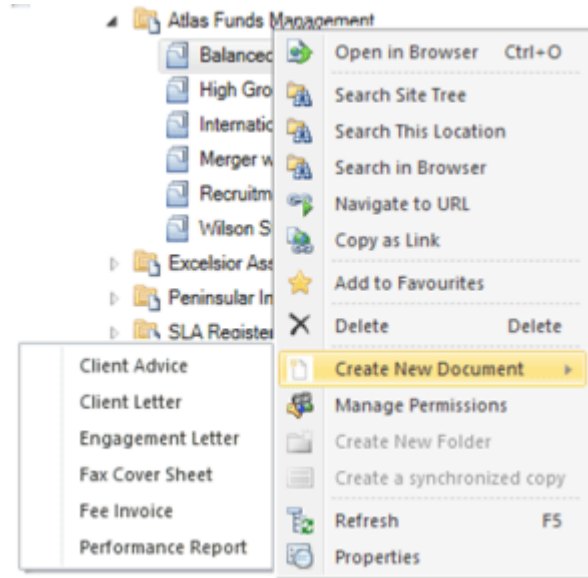 Atlas Funds Management
Balanced
High Gro
Internatio
Merger w
Recruitm
Wilson S
Excelsior Ass
Peninsular In
SLA Register
Open in Browser Ctrl+O
Search Site Tree
Search This Location
Search in Browser
Navigate to URL
Copy as Link
Add to Favourites
Delete Delete
Create New Document
Manage Permissions
Create New Folder
Create a synchronized copy
Refresh F5
Properties
Client Advice
Client Letter
Engagement Letter
Fax Cover Sheet
Fee Invoice
Performance Report